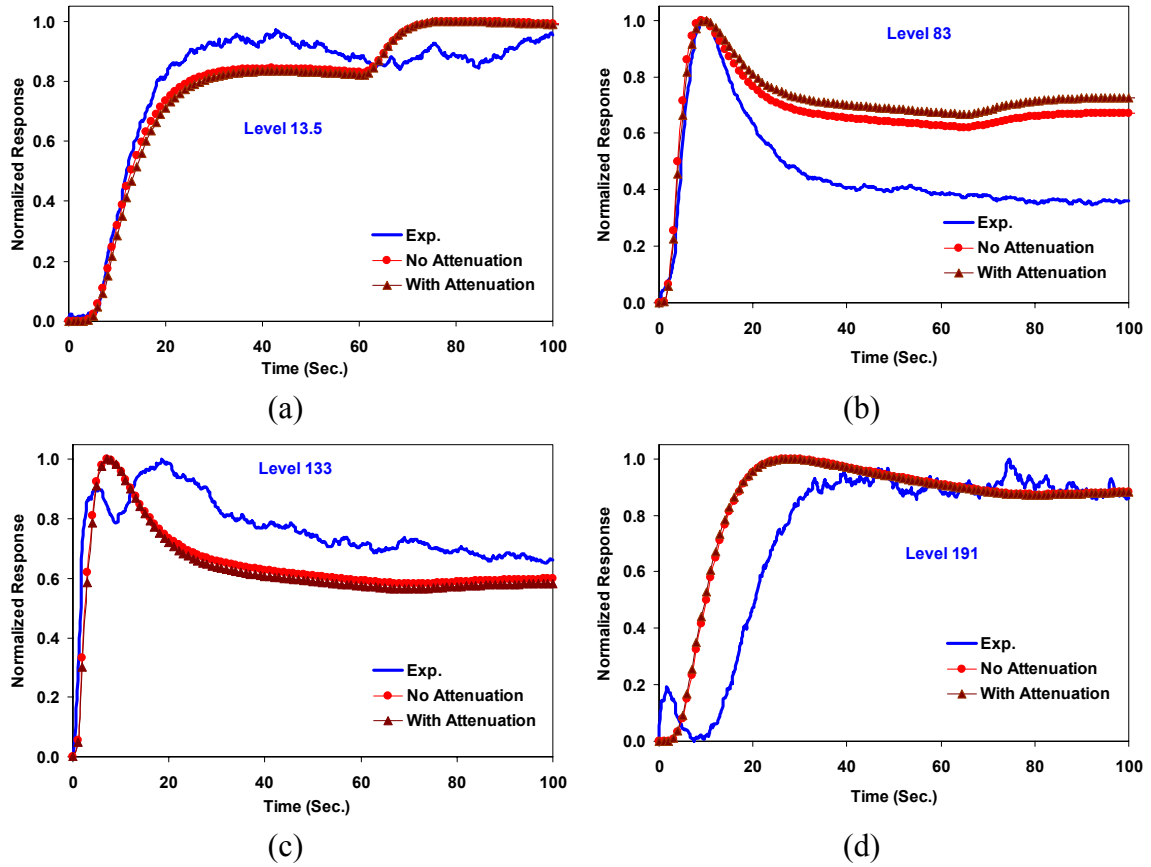 Normalized Response
1.0
0.8
0.6
0.4
0.2
0.0
Level 13.5
Exp.
No Attenuation
With Attenuation
0 20 40 60 80 100
Time (Sec.)
(a)
Normalized Response
1.0
0.8
0.6
0.4
0.2
0.0
Level 83
Exp.
No Attenuation
With Attenuation
0 20 40 60 80 100
Time (Sec.)
(b)
Normalized Response
1.0
0.8
0.6
0.4
0.2
0.0
Level 133
Exp.
No Attenuation
With Attenuation
0 20 40 60 80 100
Time (Sec.)
(c)
Normalized Response
1.0
0.8
0.6
0.4
0.2
0.0
Level 191
Exp.
No Attenuation
With Attenuation
0 20 40 60 80 100
Time (Sec.)
(d)